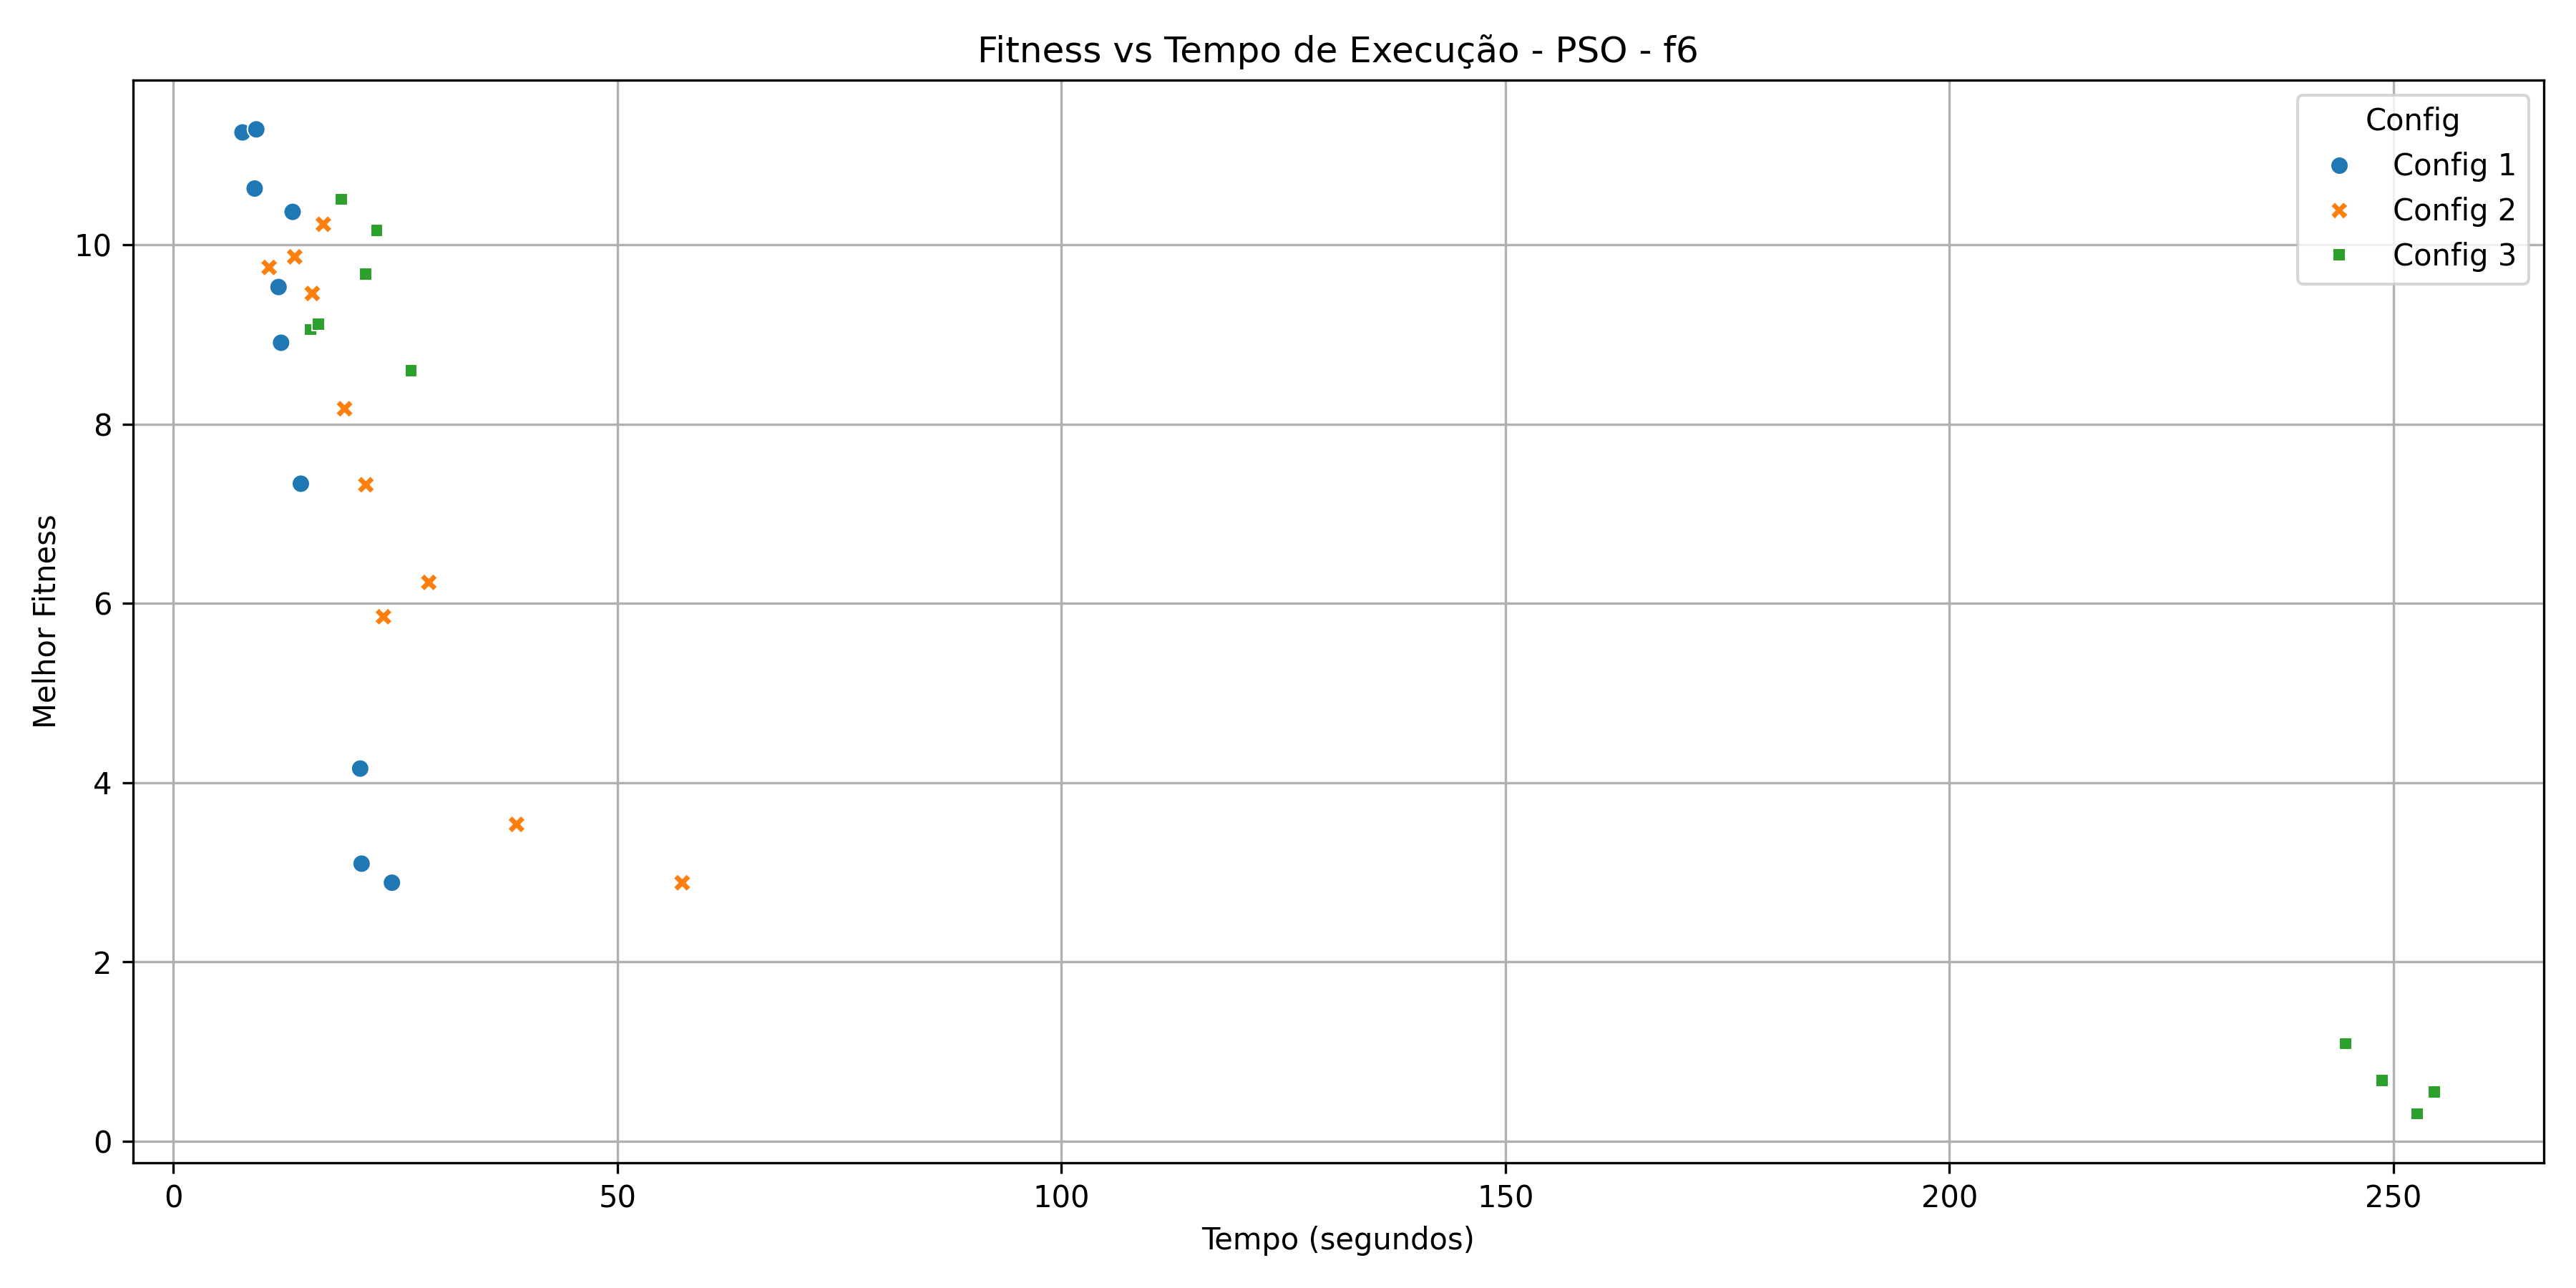 Fitness vs Tempo de Execução - PSO - f6
Config
Config 1
Config 2
Config 3
Melhor Fitness
10
8
6
4
2
0
0 50 100 150 200 250
Tempo (segundos)